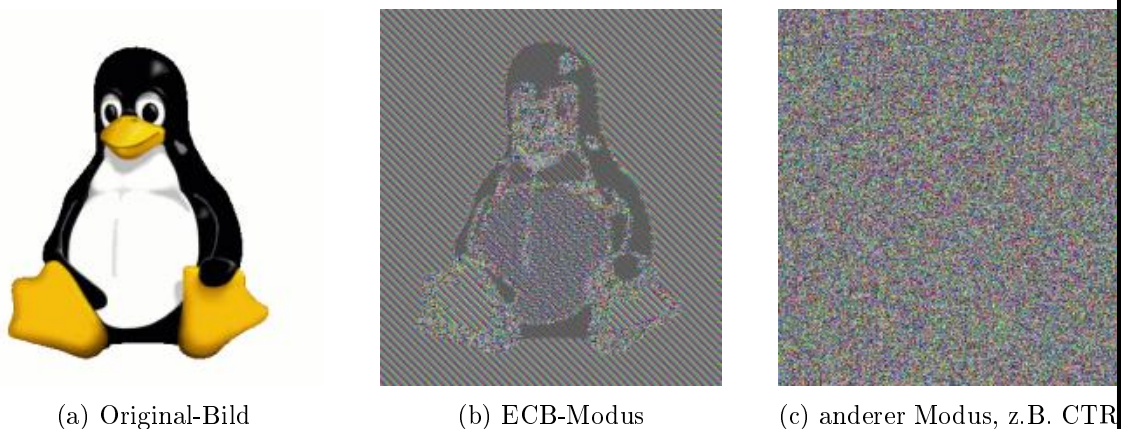 (a) Original-Bild
(b) ECB-Modus
(c) anderer Modus, z.B. CTR